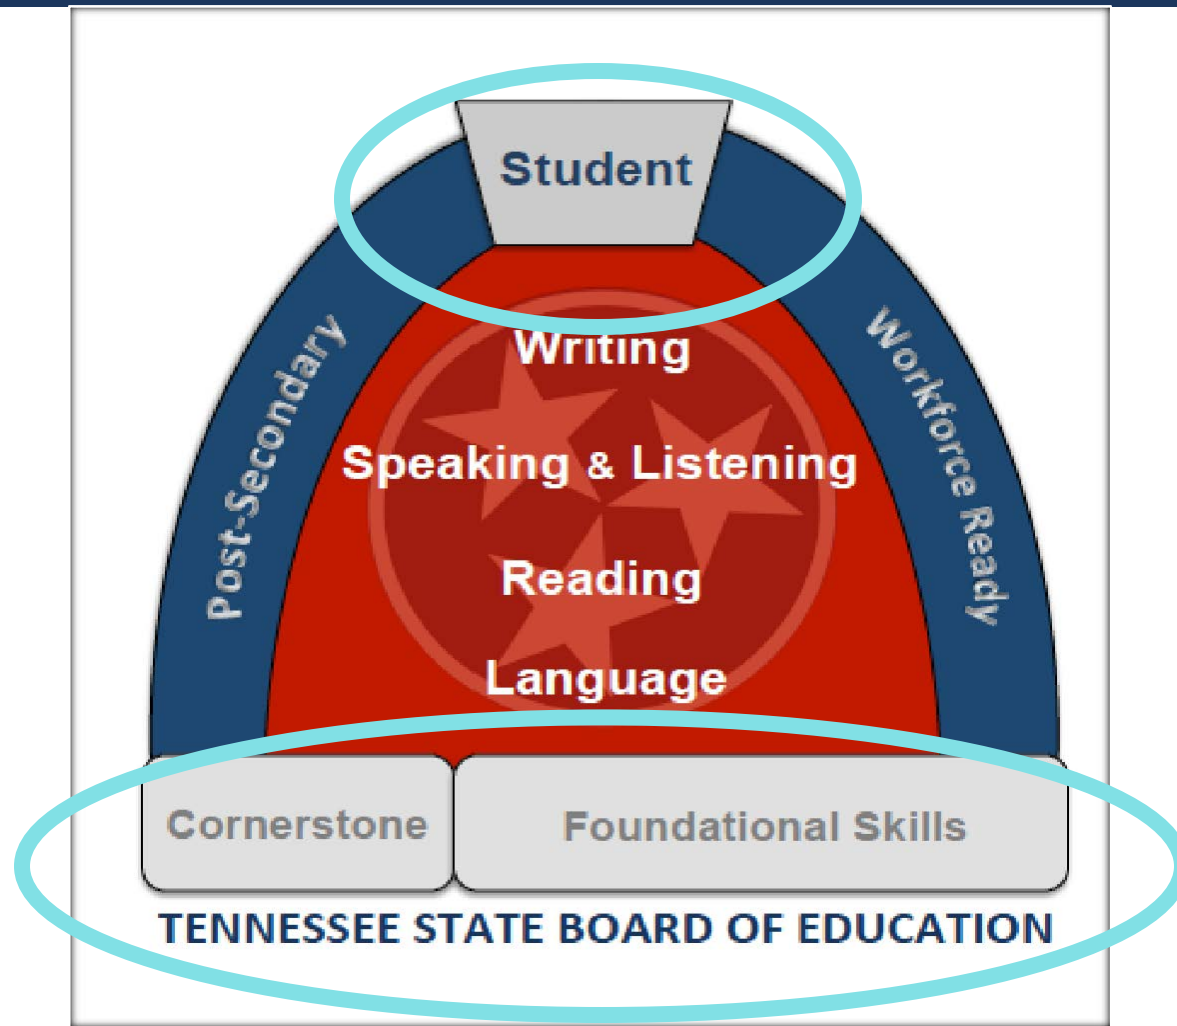 Student
Writing
Speaking & Listening
Reading
Language
Post-Secondary
Workforce Ready
Cornerstone
Foundational Skills
TENNESSEE STATE BOARD OF EDUCATION